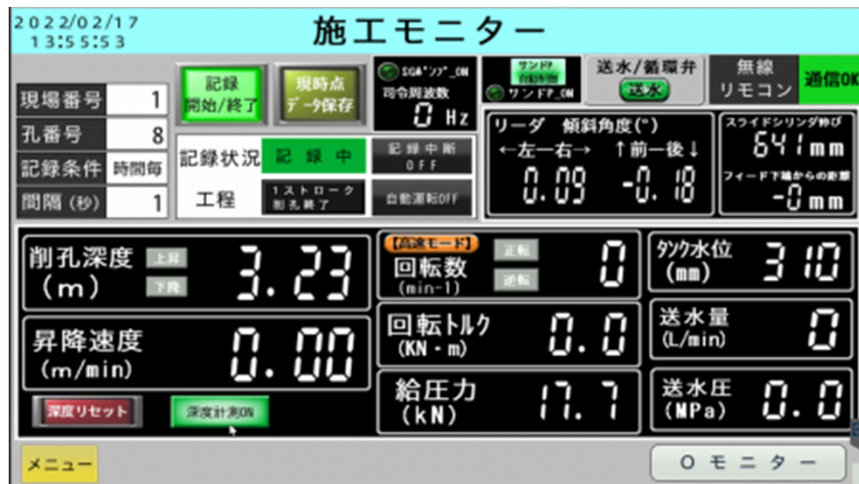 2022/02/17
13:55:53
施工モニター
現場番号 1
孔番号 8
記録条件 時間毎
間隔(秒) 1
記録
開始/終了
現時点
データ保存
司令周波数
0 Hz
サンドP_ON
送水/循環弁
送水
無線
リモコン
通信OK
記録状況 記録中
記録中断
OFF
工程
1ストローク
削孔終了
自動運転OFF
リーダ 傾斜角度(°)
←左―右→ ↑前―後↓
0.09 -0.18
スライドシリンダ伸び
641mm
フィード下端からの距離
-0mm
削孔深度
(m)
上昇
下降
3.23
昇降速度
(m/min)
0.00
深度リセット
深度計測ON
【高速モード】
回転数
(min-1)
正転
逆転
0
回転トルク
(KN・m)
0.0
給圧力
(kN)
17.7
タンク水位
(mm)
310
送水量
(L/min)
0
送水圧
(MPa)
0.0
メニュー
0モニター